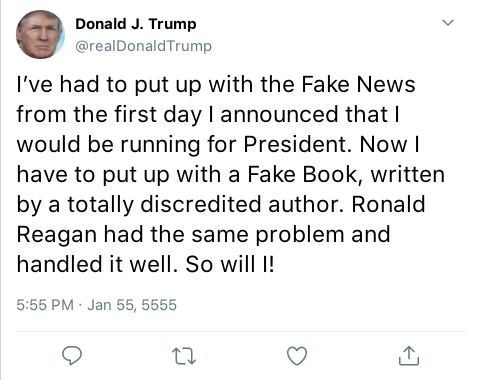 Donald J. Trump
@realDonaldTrump
I've had to put up with the Fake News
from the first day I announced that I
would be running for President. Now I
have to put up with a Fake Book, written
by a totally discredited author. Ronald
Reagan had the same problem and
handled it well. So will I!
5:55 PM · Jan 55, 5555